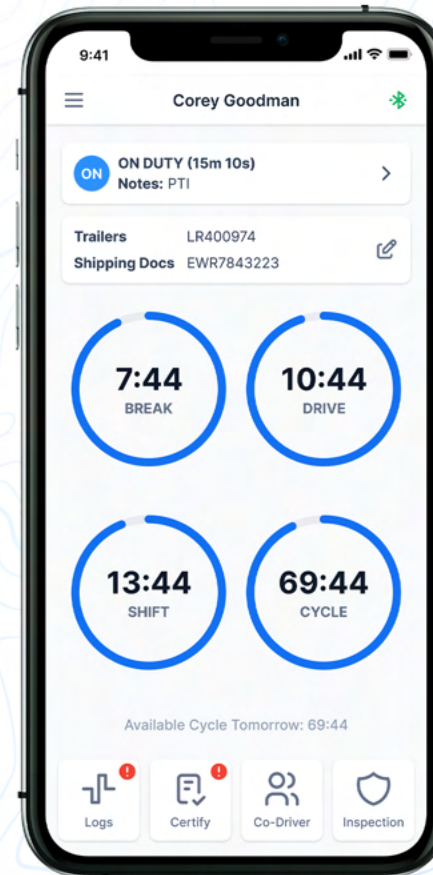 9:41
Corey Goodman
ON
ON DUTY (15m 10s)
Notes: PTI
Trailers LR400974
Shipping Docs EWR7843223
7:44
BREAK
10:44
DRIVE
13:44
SHIFT
69:44
CYCLE
Available Cycle Tomorrow: 69:44
Logs
Certify
Co-Driver
Inspection